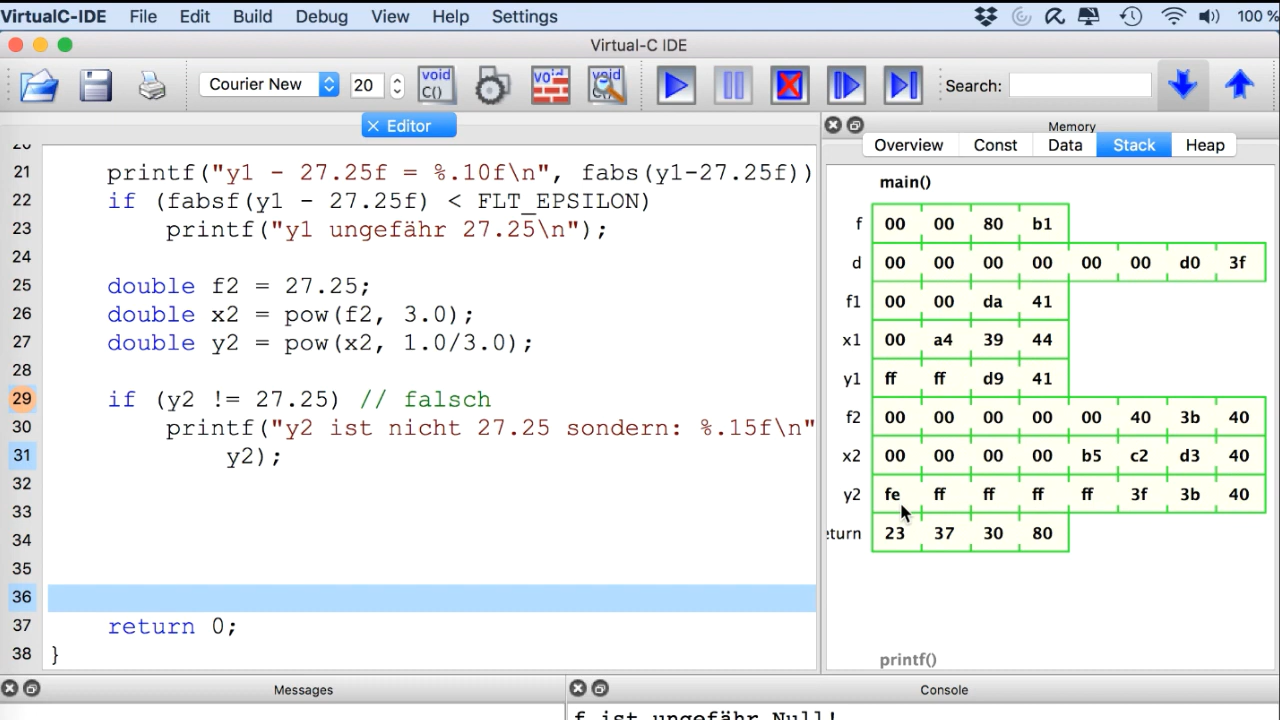 VirtualC-IDE File Edit Build Debug View Help Settings 100 %
Virtual-C IDE
Courier New 20 void C() void void C() Search:
Editor
Memory
Overview Const Data Stack Heap
main()
21 printf("y1 - 27.25f = %.10f\n", fabs(y1-27.25f))
22 if (fabsf(y1 - 27.25f) < FLT_EPSILON)
23 printf("y1 ungefähr 27.25\n");
24
25 double f2 = 27.25;
26 double x2 = pow(f2, 3.0);
27 double y2 = pow(x2, 1.0/3.0);
28
29 if (y2 != 27.25) // falsch
30 printf("y2 ist nicht 27.25 sondern: %.15f\n"
31 y2);
32
33
34
35
36
37 return 0;
38 }
f 00 00 80 b1
d 00 00 00 00 00 00 d0 3f
f1 00 00 da 41
x1 00 a4 39 44
y1 ff ff d9 41
f2 00 00 00 00 00 40 3b 40
x2 00 00 00 00 b5 c2 d3 40
y2 fe ff ff ff ff 3f 3b 40
eturn 23 37 30 80
printf()
Messages
Console
f ist ungefähr Null!